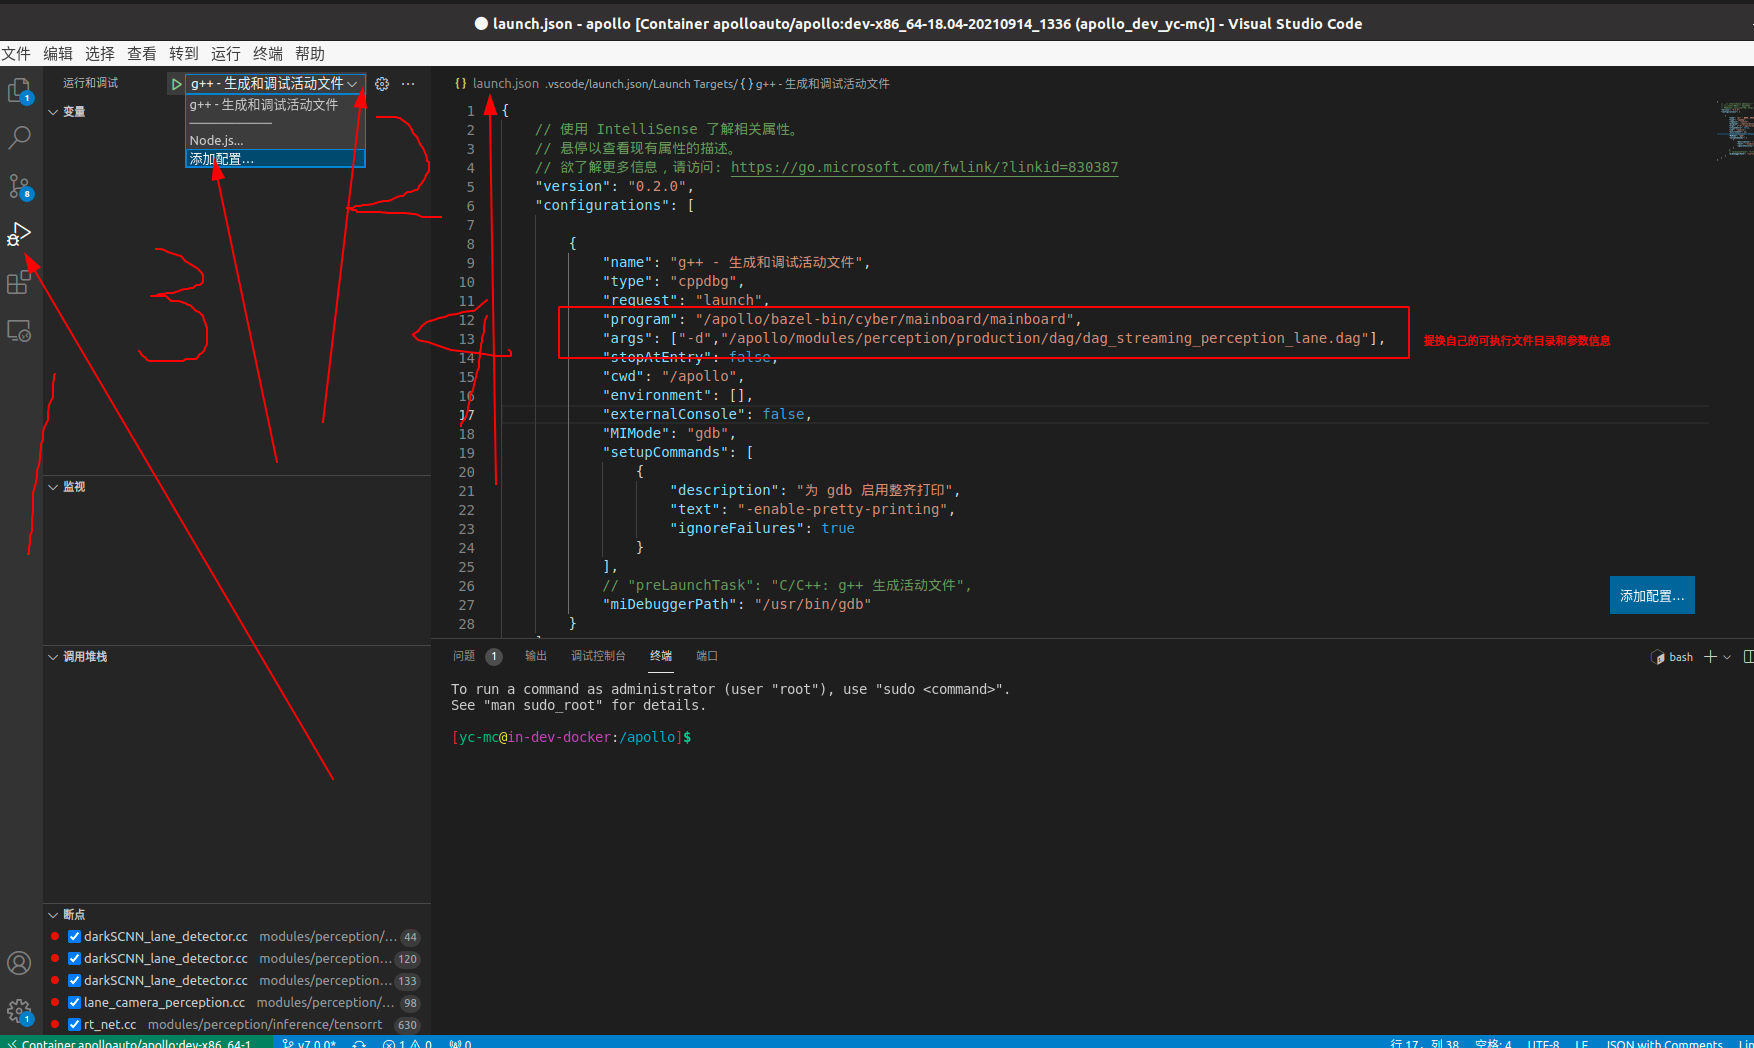 launch.json - apollo [Container apolloauto/apollo:dev-x86_64-18.04-20210914_1336 (apollo_dev_yc-mc)] - Visual Studio Code
文件 编辑 选择 查看 转到 运行 终端 帮助
运行和调试
g++ - 生成和调试活动文件
g++ - 生成和调试活动文件
Node.js...
添加配置...
变量
监视
调用堆栈
断点
darkSCNN_lane_detector.cc modules/perception/... 44
darkSCNN_lane_detector.cc modules/perception... 120
darkSCNN_lane_detector.cc modules/perception... 133
lane_camera_perception.cc modules/perception/... 98
rt_net.cc modules/perception/inference/tensorrt 630
1
8
1
{} launch.json .vscode/launch.json/Launch Targets/ {} g++ - 生成和调试活动文件
1 {
2 // 使用 IntelliSense 了解相关属性。
3 // 悬停以查看现有属性的描述。
4 // 欲了解更多信息，请访问: https://go.microsoft.com/fwlink/?linkid=830387
5 "version": "0.2.0",
6 "configurations": [
7
8 {
9 "name": "g++ - 生成和调试活动文件",
10 "type": "cppdbg",
11 "request": "launch",
12 "program": "/apollo/bazel-bin/cyber/mainboard/mainboard",
13 "args": ["-d","/apollo/modules/perception/production/dag/dag_streaming_perception_lane.dag"],
14 "stopAtEntry": false,
15 "cwd": "/apollo",
16 "environment": [],
17 "externalConsole": false,
18 "MIMode": "gdb",
19 "setupCommands": [
20 {
21 "description": "为 gdb 启用整齐打印",
22 "text": "-enable-pretty-printing",
23 "ignoreFailures": true
24 }
25 ],
26 // "preLaunchTask": "C/C++: g++ 生成活动文件",
27 "miDebuggerPath": "/usr/bin/gdb"
28 }
提换自己的可执行文件目录和参数信息
添加配置...
问题 1 输出 调试控制台 终端 端口
bash
To run a command as administrator (user "root"), use "sudo <command>".
See "man sudo_root" for details.
[yc-mc@in-dev-docker:/apollo]$
Container apolloauto/apollo:dev-x86_64-1... v7.0.0* 1 0 0
行 17，列 38 空格: 4 UTF-8 LF JSON with Comments